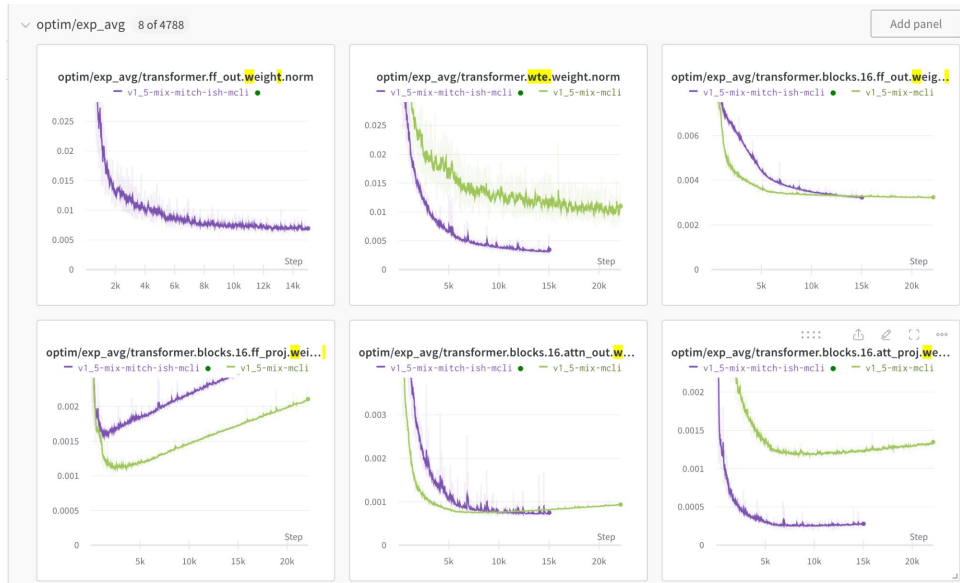 optim/exp_avg 8 of 4788
Add panel
optim/exp_avg/transformer.ff_out.weight.norm
v1_5-mix-mitch-ish-mcli
0.025
0.02
0.015
0.01
0.005
0
Step
2k 4k 6k 8k 10k 12k 14k
optim/exp_avg/transformer.wte.weight.norm
v1_5-mix-mitch-ish-mcli v1_5-mix-mcli
0.025
0.02
0.015
0.01
0.005
0
Step
5k 10k 15k 20k
optim/exp_avg/transformer.blocks.16.ff_out.weig...
v1_5-mix-mitch-ish-mcli v1_5-mix-mcli
0.006
0.004
0.002
0
Step
5k 10k 15k 20k
optim/exp_avg/transformer.blocks.16.ff_proj.wei...
v1_5-mix-mitch-ish-mcli v1_5-mix-mcli
0.002
0.0015
0.001
0.0005
0
Step
5k 10k 15k 20k
optim/exp_avg/transformer.blocks.16.attn_out.w...
v1_5-mix-mitch-ish-mcli v1_5-mix-mcli
0.003
0.002
0.001
0
Step
5k 10k 15k 20k
optim/exp_avg/transformer.blocks.16.att_proj.we...
v1_5-mix-mitch-ish-mcli v1_5-mix-mcli
0.002
0.0015
0.001
0.0005
0
Step
5k 10k 15k 20k